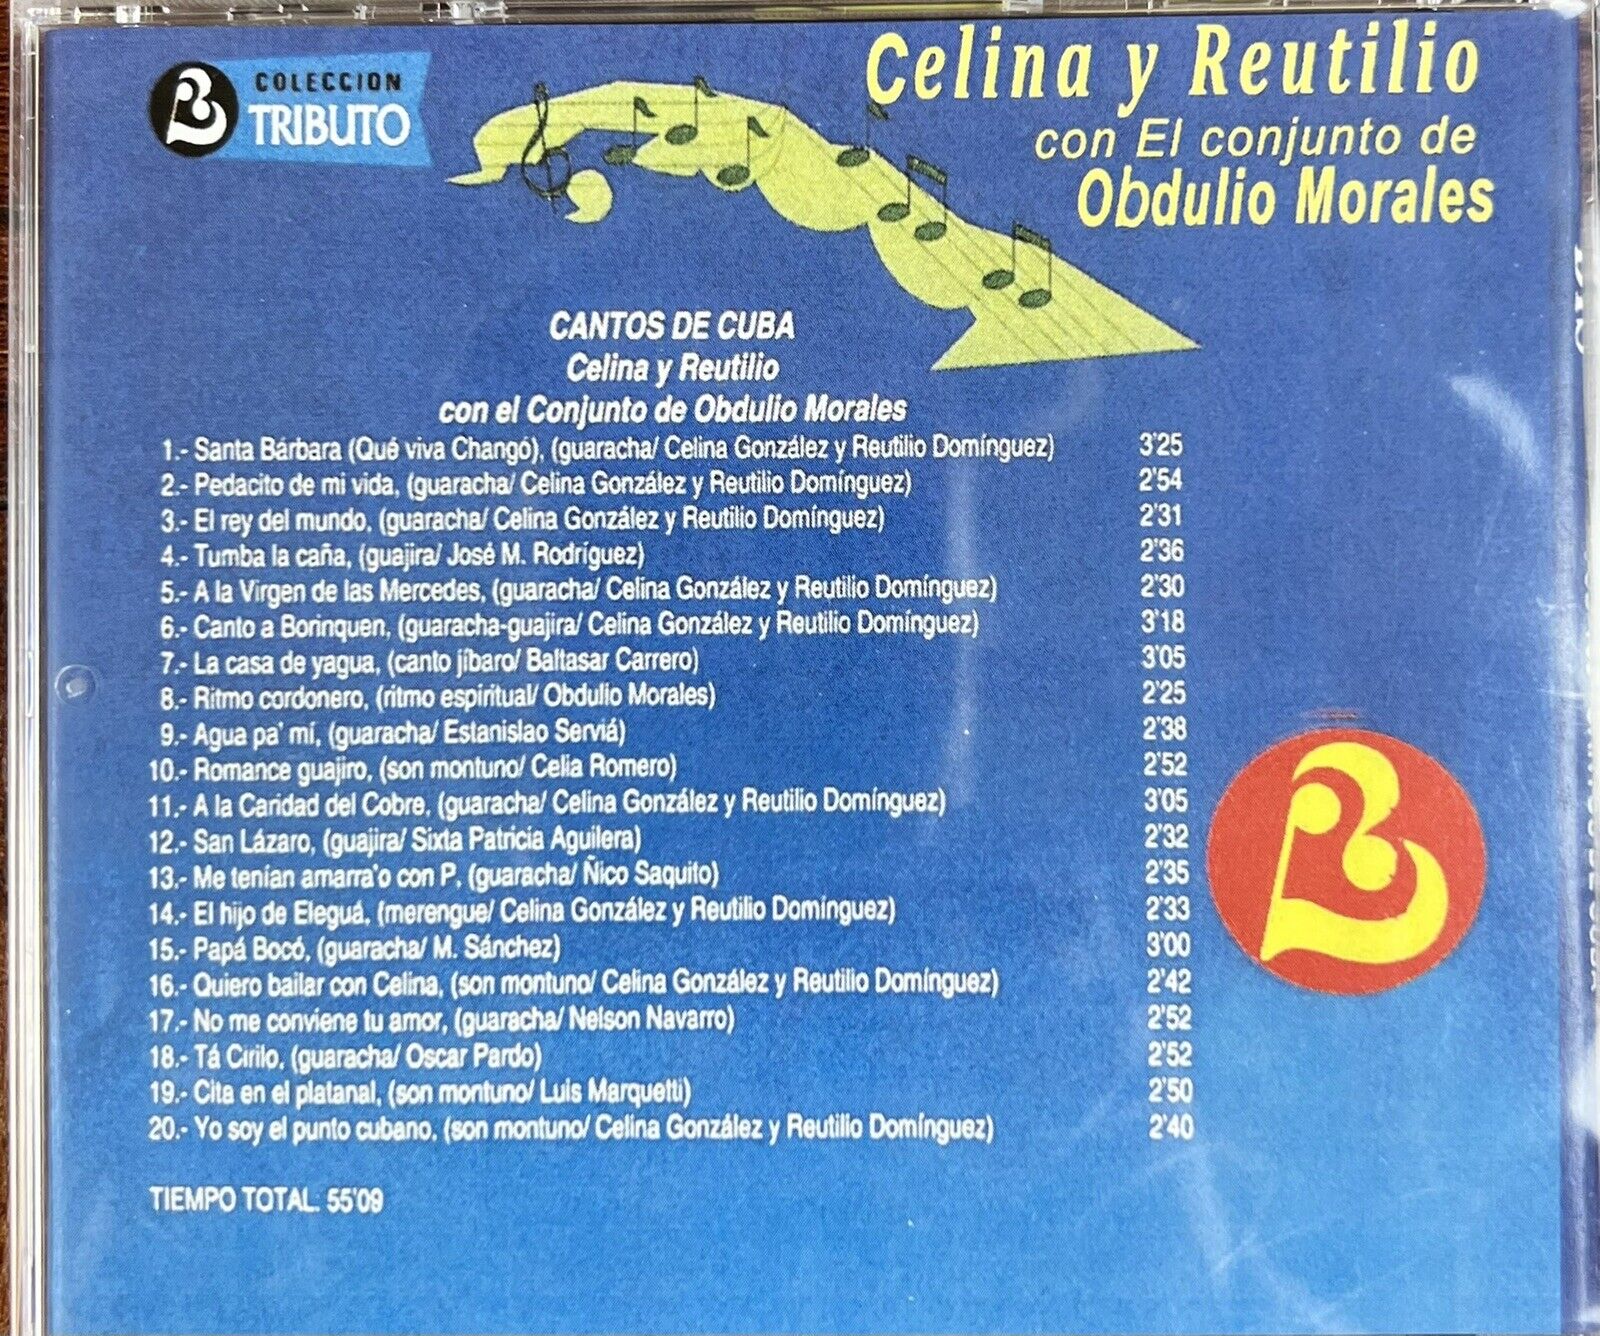 COLECCION
TRIBUTO
Celina y Reutilio
con El conjunto de
Obdulio Morales
CANTOS DE CUBA
Celina y Reutilio
con el Conjunto de Obdulio Morales
1.- Santa Bárbara (Qué viva Changó), (guaracha/ Celina González y Reutilio Domínguez) 3'25
2.- Pedacito de mi vida, (guaracha/ Celina González y Reutilio Domínguez) 2'54
3.- El rey del mundo, (guaracha/ Celina González y Reutilio Domínguez) 2'31
4.- Tumba la caña, (guajira/ José M. Rodríguez) 2'36
5.- A la Virgen de las Mercedes, (guaracha/ Celina González y Reutilio Domínguez) 2'30
6.- Canto a Borinquen, (guaracha-guajira/ Celina González y Reutilio Domínguez) 3'18
7.- La casa de yagua, (canto jíbaro/ Baltasar Carrero) 3'05
8.- Ritmo cordonero, (ritmo espiritual/ Obdulio Morales) 2'25
9.- Agua pa' mí, (guaracha/ Estanislao Serviá) 2'38
10.- Romance guajiro, (son montuno/ Celia Romero) 2'52
11.- A la Caridad del Cobre, (guaracha/ Celina González y Reutilio Domínguez) 3'05
12.- San Lázaro, (guajira/ Sixta Patricia Aguilera) 2'32
13.- Me tenían amarra'o con P, (guaracha/ Ñico Saquito) 2'35
14.- El hijo de Eleguá, (merengue/ Celina González y Reutilio Domínguez) 2'33
15.- Papá Bocó, (guaracha/ M. Sánchez) 3'00
16.- Quiero bailar con Celina, (son montuno/ Celina González y Reutilio Domínguez) 2'42
17.- No me conviene tu amor, (guaracha/ Nelson Navarro) 2'52
18.- Tá Cirilo, (guaracha/ Oscar Pardo) 2'52
19.- Cita en el platanal, (son montuno/ Luis Marquetti) 2'50
20.- Yo soy el punto cubano, (son montuno/ Celina González y Reutilio Domínguez) 2'40
TIEMPO TOTAL. 55'09